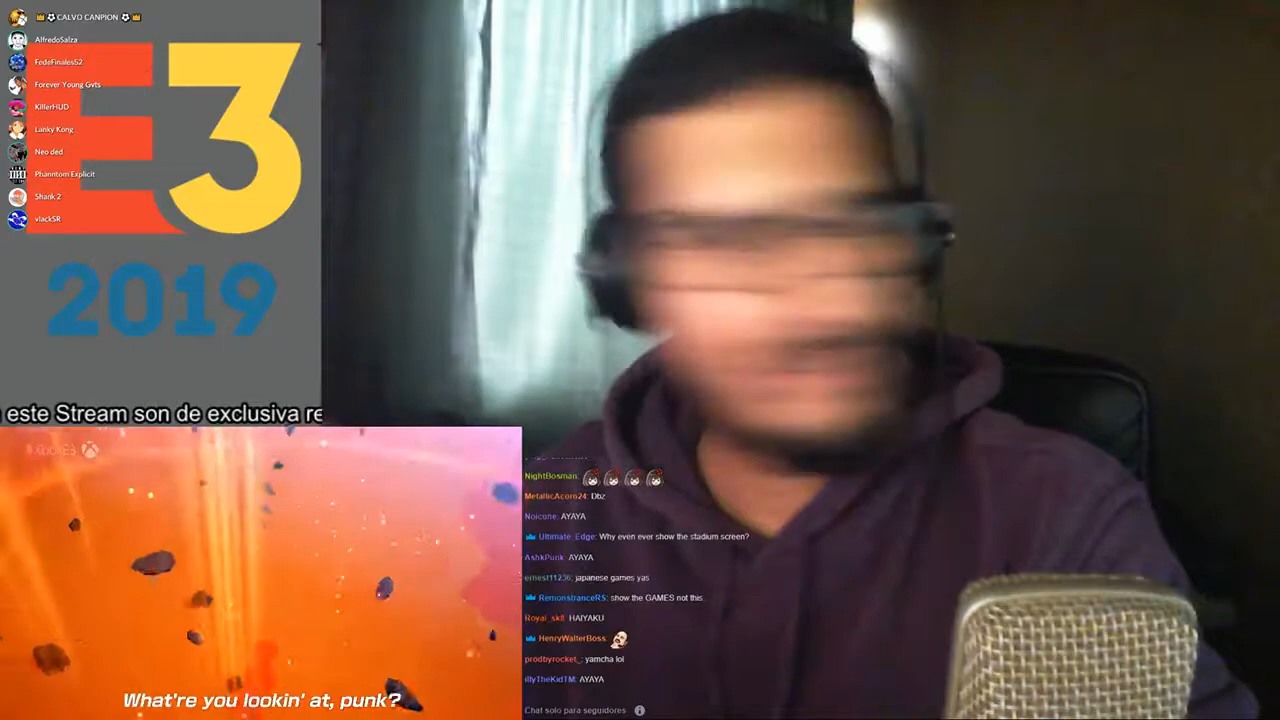 CALVO CANPION
AlfredoSalza
FedeFinales52
Forever Young Gvts
KillerHUD
Lanky Kong
Neo ded
Phanntom Explicit
Shank 2
vlackSR
E3
2019
este Stream son de exclusiva re
XboxE3
What're you lookin' at, punk?
NightBosman:
MetallicAcorn24: Dbz
Noicune: AYAYA
Ultimate_Edge: Why even ever show the stadium screen?
AshkPunk: AYAYA
ernest11236: japanese games yas
RemonstranceRS: show the GAMES not this.
Royal_sk8: HAIYAKU
HenryWalterBoss:
prodbyrocket_: yamcha lol
illyTheKidTM: AYAYA
Chat solo para seguidores